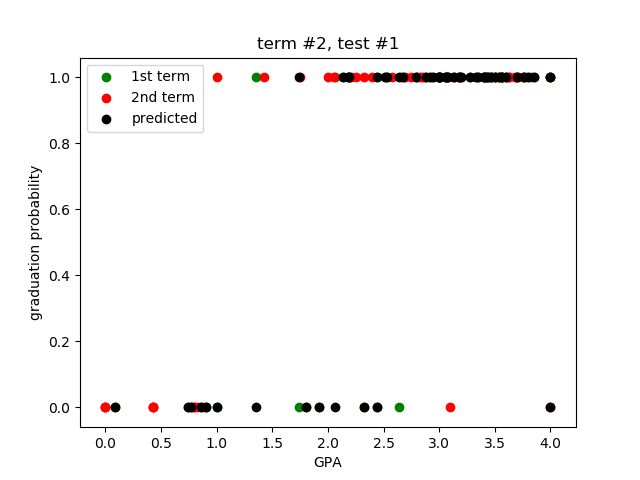 term #2, test #1
1st term
2nd term
predicted
graduation probability
1.0
0.8
0.6
0.4
0.2
0.0
0.0 0.5 1.0 1.5 2.0 2.5 3.0 3.5 4.0
GPA